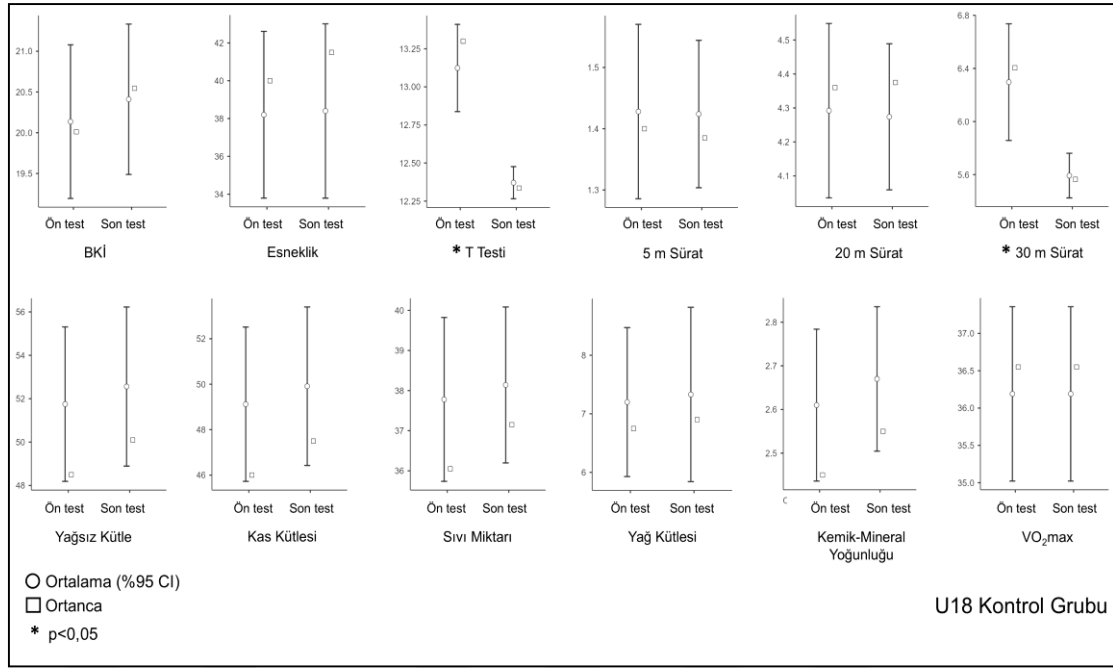 21.0
20.5
20.0
19.5
Ön test Son test
BKİ
42
40
38
36
34
Ön test Son test
Esneklik
13.25
13.00
12.75
12.50
12.25
Ön test Son test
* T Testi
1.5
1.4
1.3
Ön test Son test
5 m Sürat
4.5
4.4
4.3
4.2
4.1
Ön test Son test
20 m Sürat
6.8
6.4
6.0
5.6
Ön test Son test
* 30 m Sürat
56
54
52
50
48
Ön test Son test
Yağsız Kütle
52
50
48
46
Ön test Son test
Kas Kütlesi
40
39
38
37
36
Ön test Son test
Sıvı Miktarı
8
7
6
Ön test Son test
Yağ Kütlesi
2.8
2.7
2.6
2.5
Ön test Son test
Kemik-Mineral
Yoğunluğu
37.0
36.5
36.0
35.5
35.0
Ön test Son test
VO₂max
Ortalama (%95 CI)
Ortanca
* p<0,05
U18 Kontrol Grubu